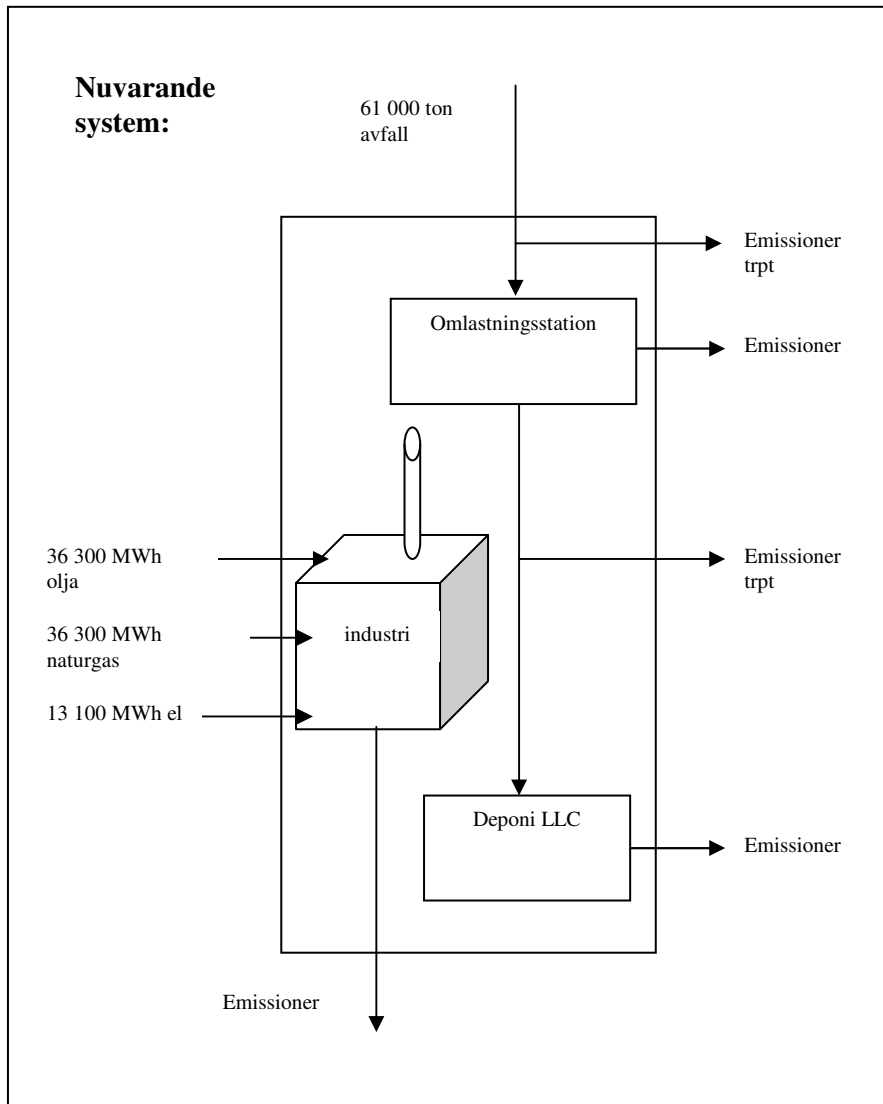 Nuvarande
system:
61 000 ton
avfall
Emissioner
trpt
Omlastningsstation
Emissioner
36 300 MWh
olja
Emissioner
trpt
36 300 MWh
naturgas
industri
13 100 MWh el
Deponi LLC
Emissioner
Emissioner